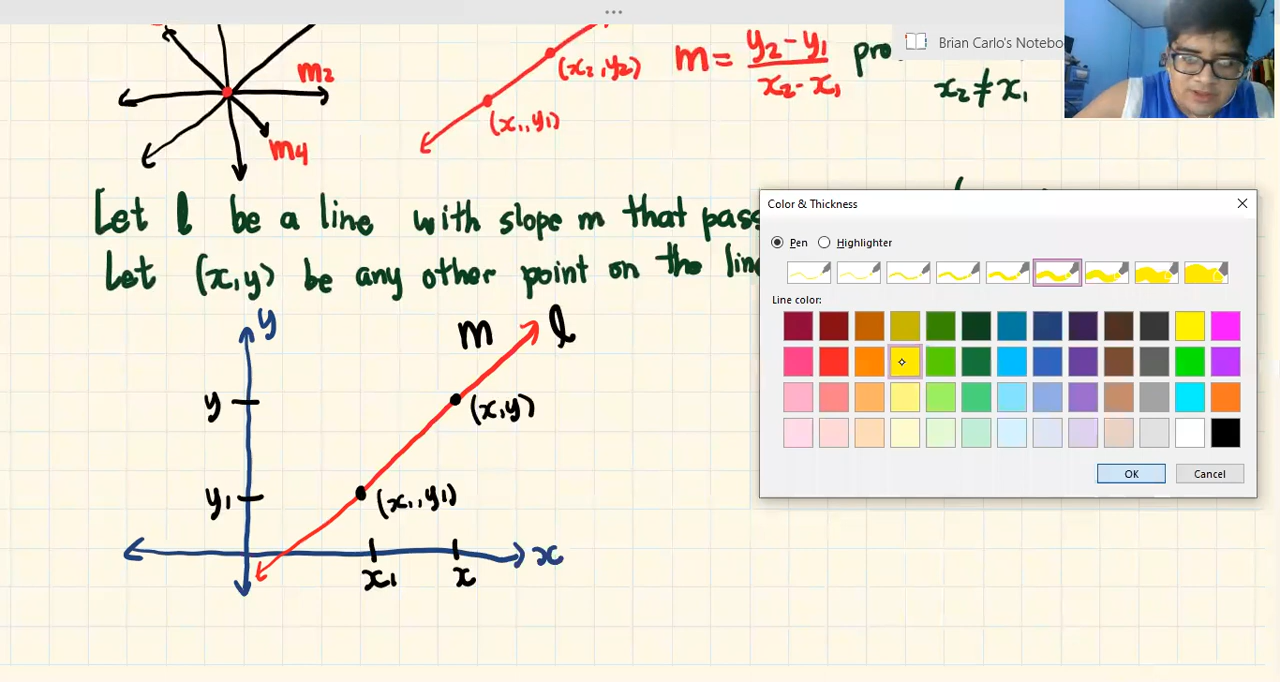 Brian Carlo's Notebo
m2
m4
(x2, y2)
(x1, y1)
m = y2 - y1 / x2 - x1
x2 ≠ x1
Let l be a line with slope m that
Let (x, y) be any other point on the line
y
m l
y
(x, y)
y1
(x1, y1)
x
x1 x
Color & Thickness
Pen Highlighter
Line color:
OK Cancel